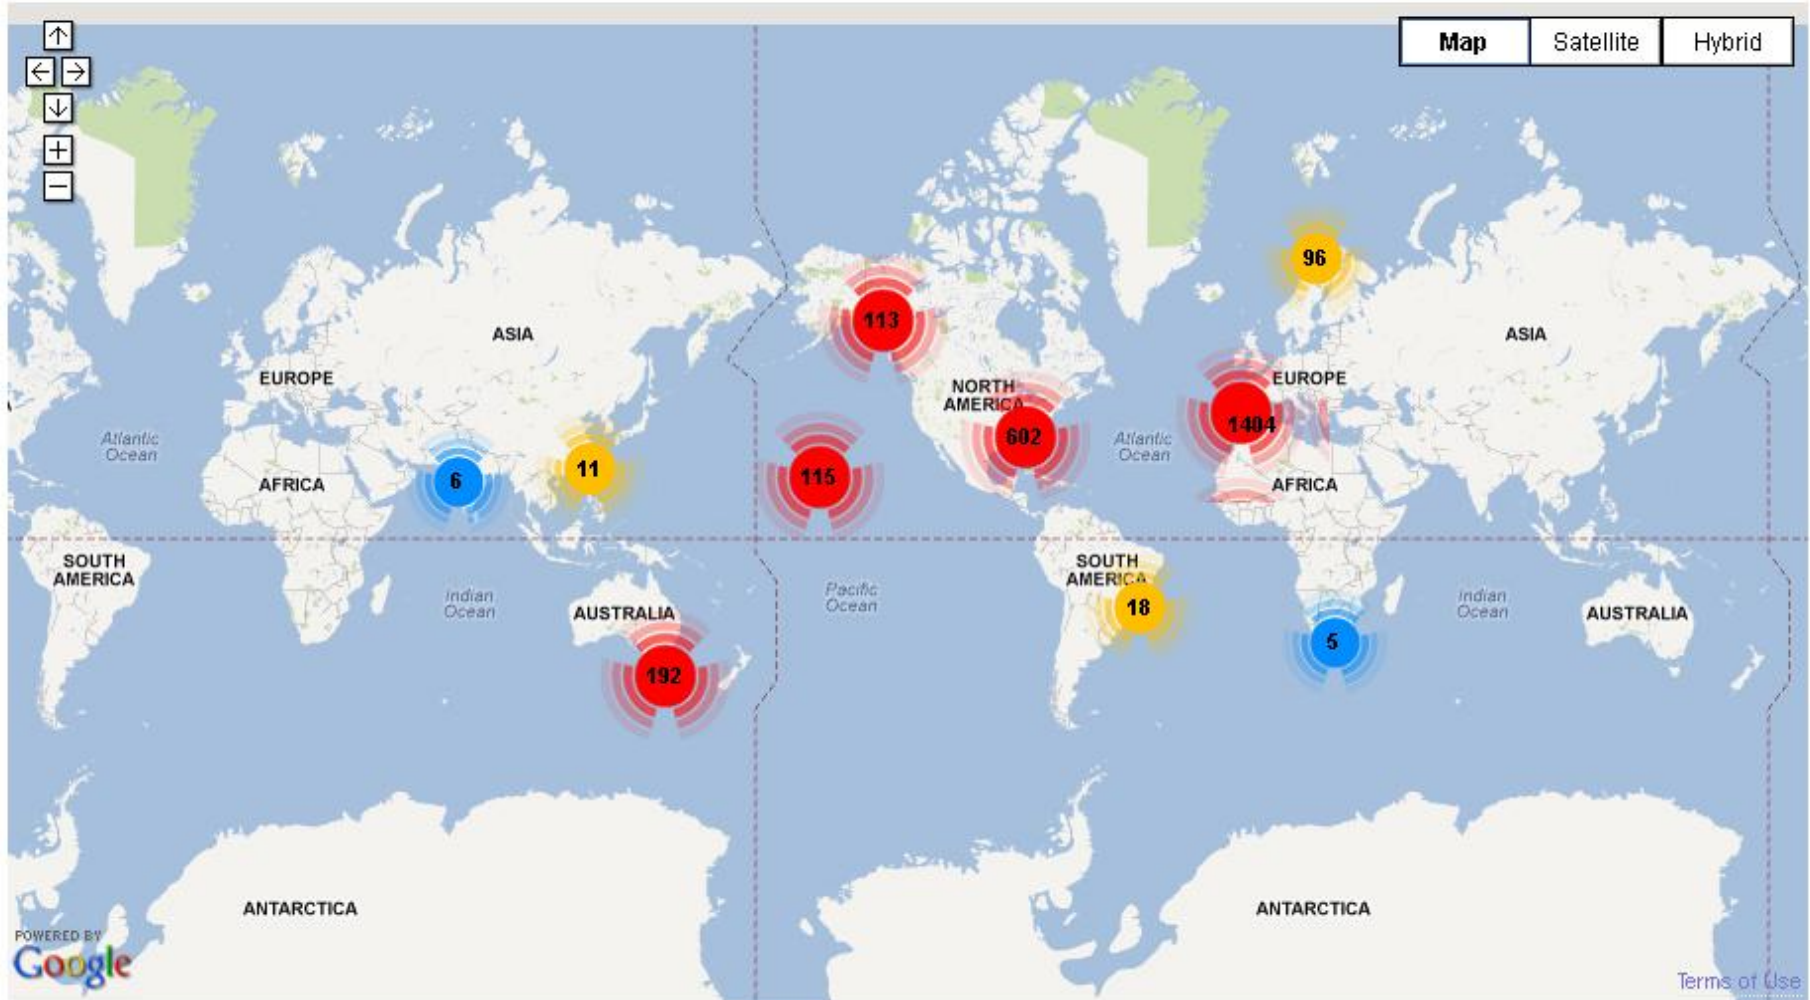 Map
Satellite
Hybrid
96
113
ASIA
ASIA
EUROPE
EUROPE
NORTH
AMERICA
1404
602
Atlantic
Ocean
Atlantic
Ocean
11
6
115
AFRICA
AFRICA
SOUTH
AMERICA
SOUTH
AMERICA
Indian
Ocean
Pacific
Ocean
Indian
Ocean
18
AUSTRALIA
AUSTRALIA
5
192
ANTARCTICA
ANTARCTICA
POWERED BY
Google
Terms of Use